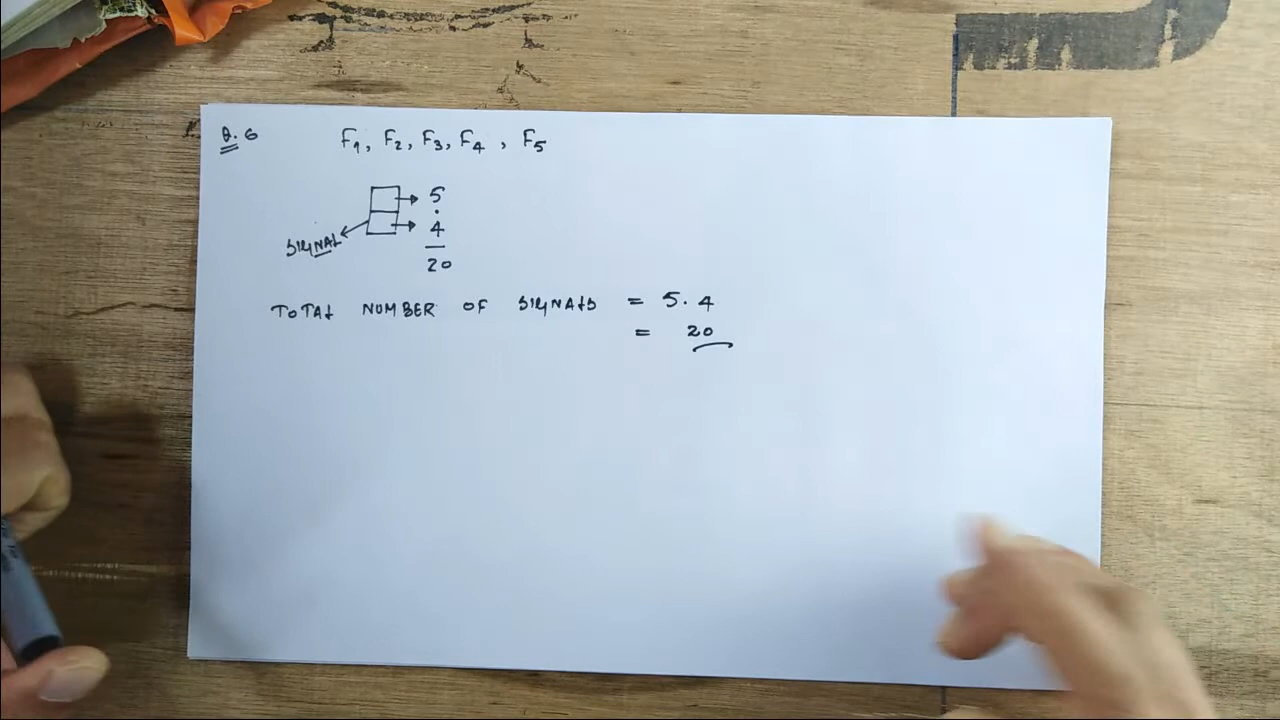 Q. 6 F1, F2, F3, F4 , F5
5
.
4
SIGNAL
20
TOTAL NUMBER OF SIGNALS = 5. 4
= 20